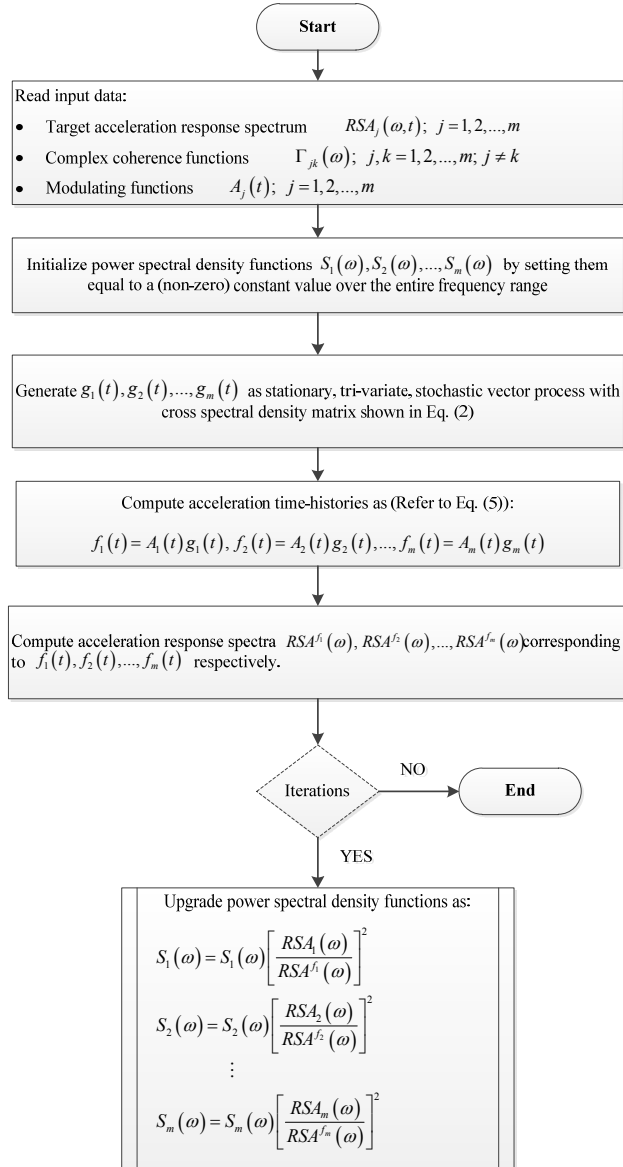 Start
Read input data:
• Target acceleration response spectrum RSA_j(ω,t); j=1,2,...,m
• Complex coherence functions Γ_jk(ω); j,k=1,2,...,m; j≠k
• Modulating functions A_j(t); j=1,2,...,m
Initialize power spectral density functions S_1(ω),S_2(ω),...,S_m(ω) by setting them
equal to a (non-zero) constant value over the entire frequency range
Generate g_1(t),g_2(t),...,g_m(t) as stationary, tri-variate, stochastic vector process with
cross spectral density matrix shown in Eq. (2)
Compute acceleration time-histories as (Refer to Eq. (5)):
f_1(t)=A_1(t)g_1(t), f_2(t)=A_2(t)g_2(t),..., f_m(t)=A_m(t)g_m(t)
Compute acceleration response spectra RSA^{f_1}(ω), RSA^{f_2}(ω),..., RSA^{f_m}(ω) corresponding
to f_1(t), f_2(t),..., f_m(t) respectively.
Iterations
NO
End
YES
Upgrade power spectral density functions as:
S_1(ω)=S_1(ω)[RSA_1(ω)/RSA^{f_1}(ω)]^2
S_2(ω)=S_2(ω)[RSA_2(ω)/RSA^{f_2}(ω)]^2
⋮
S_m(ω)=S_m(ω)[RSA_m(ω)/RSA^{f_m}(ω)]^2